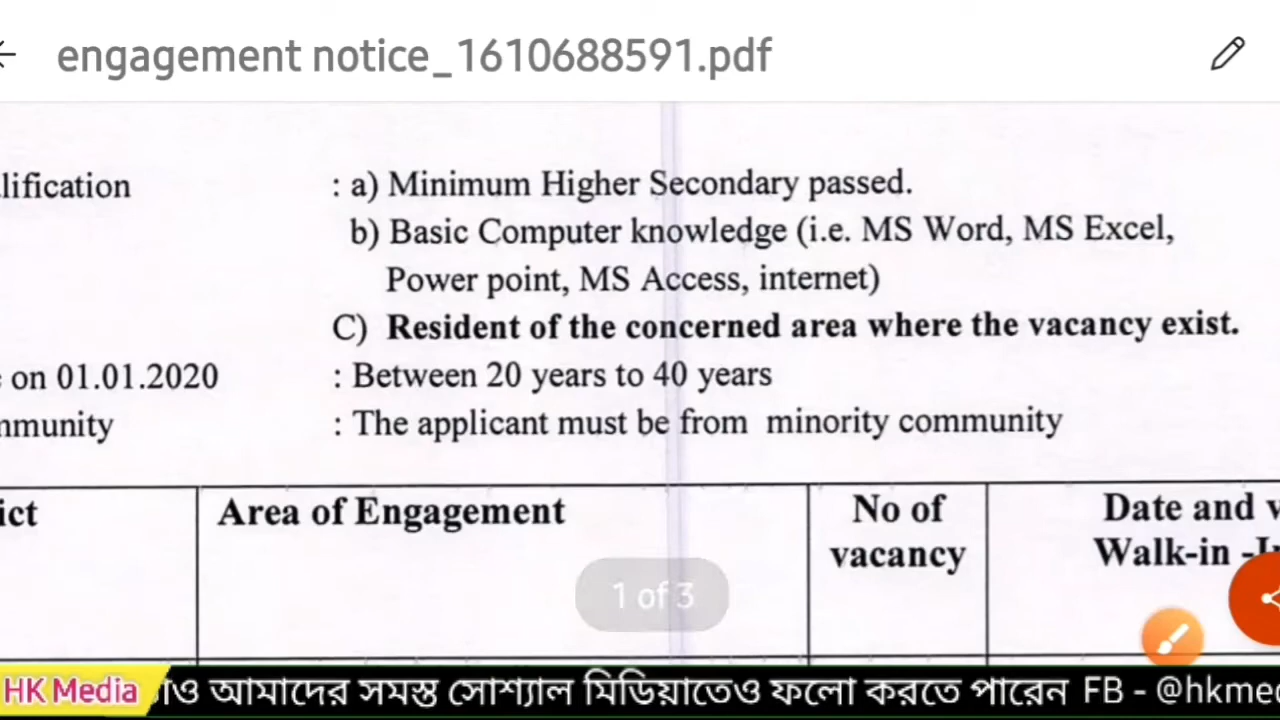 engagement notice_1610688591.pdf
lification : a) Minimum Higher Secondary passed.
b) Basic Computer knowledge (i.e. MS Word, MS Excel,
Power point, MS Access, internet)
C) Resident of the concerned area where the vacancy exist.
on 01.01.2020 : Between 20 years to 40 years
mmunity : The applicant must be from minority community
ict Area of Engagement No of Date and v
vacancy Walk-in -In
1 of 3
HK Media াও আমাদের সমস্ত সোশ্যাল মিডিয়াতেও ফলো করতে পারেন FB - @hkmed